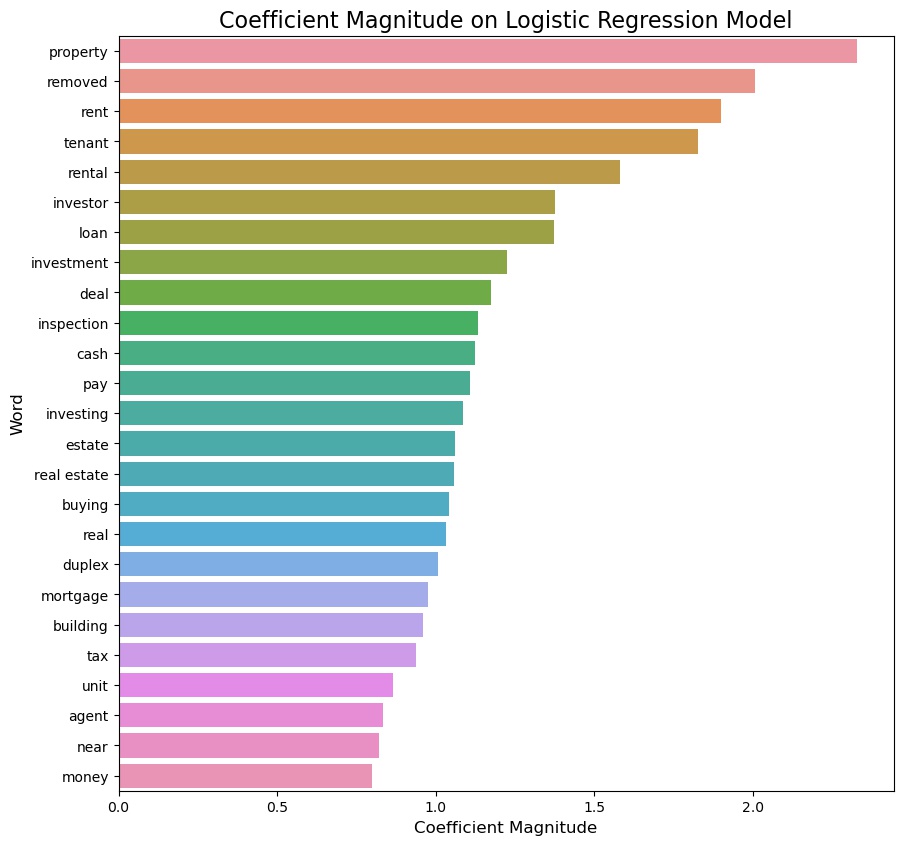 Coefficient Magnitude on Logistic Regression Model
property
removed
rent
tenant
rental
investor
loan
investment
deal
inspection
cash
pay
investing
estate
real estate
buying
real
duplex
mortgage
building
tax
unit
agent
near
money
Word
0.0 0.5 1.0 1.5 2.0
Coefficient Magnitude